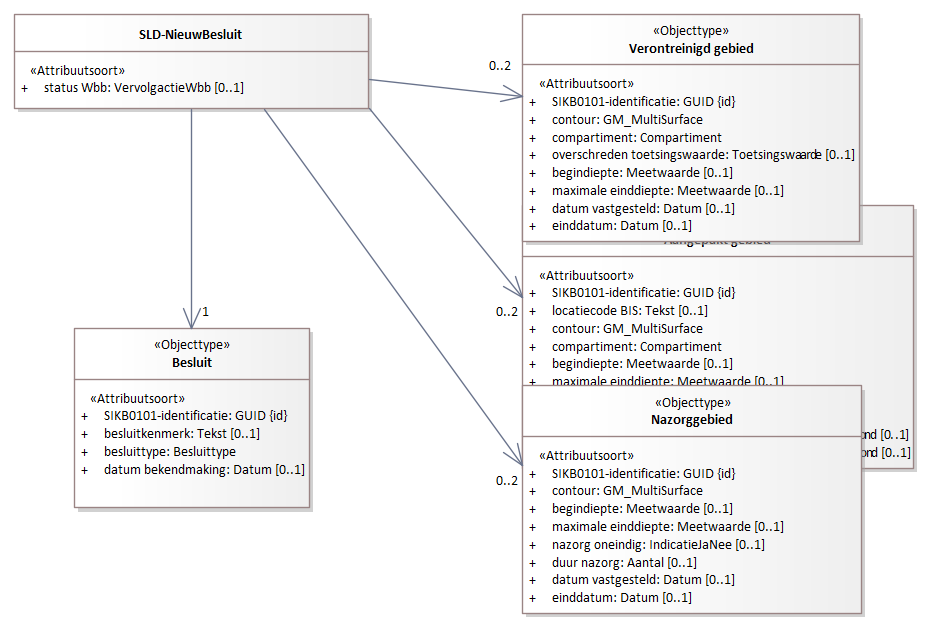 SLD-NieuwBesluit
«Attribuutsoort»
+ status Wbb: VervolgactieWbb [0..1]
0..2
«Objecttype»
Verontreinigd gebied
«Attribuutsoort»
+ SIKB0101-identificatie: GUID {id}
+ contour: GM_MultiSurface
+ compartiment: Compartiment
+ overschreden toetsingswaarde: Toetsingswaarde [0..1]
+ begindiepte: Meetwaarde [0..1]
+ maximale einddiepte: Meetwaarde [0..1]
+ datum vastgesteld: Datum [0..1]
+ einddatum: Datum [0..1]
0..2
Aangepakt gebied
«Attribuutsoort»
+ SIKB0101-identificatie: GUID {id}
+ locatiecode BIS: Tekst [0..1]
+ contour: GM_MultiSurface
+ compartiment: Compartiment
+ begindiepte: Meetwaarde [0..1]
+ maximale einddiepte: Meetwaarde [0..1]
ond [0..1]
ond [0..1]
1
«Objecttype»
Besluit
«Attribuutsoort»
+ SIKB0101-identificatie: GUID {id}
+ besluitkenmerk: Tekst [0..1]
+ besluittype: Besluittype
+ datum bekendmaking: Datum [0..1]
0..2
«Objecttype»
Nazorggebied
«Attribuutsoort»
+ SIKB0101-identificatie: GUID {id}
+ contour: GM_MultiSurface
+ begindiepte: Meetwaarde [0..1]
+ maximale einddiepte: Meetwaarde [0..1]
+ nazorg oneindig: IndicatieJaNee [0..1]
+ duur nazorg: Aantal [0..1]
+ datum vastgesteld: Datum [0..1]
+ einddatum: Datum [0..1]